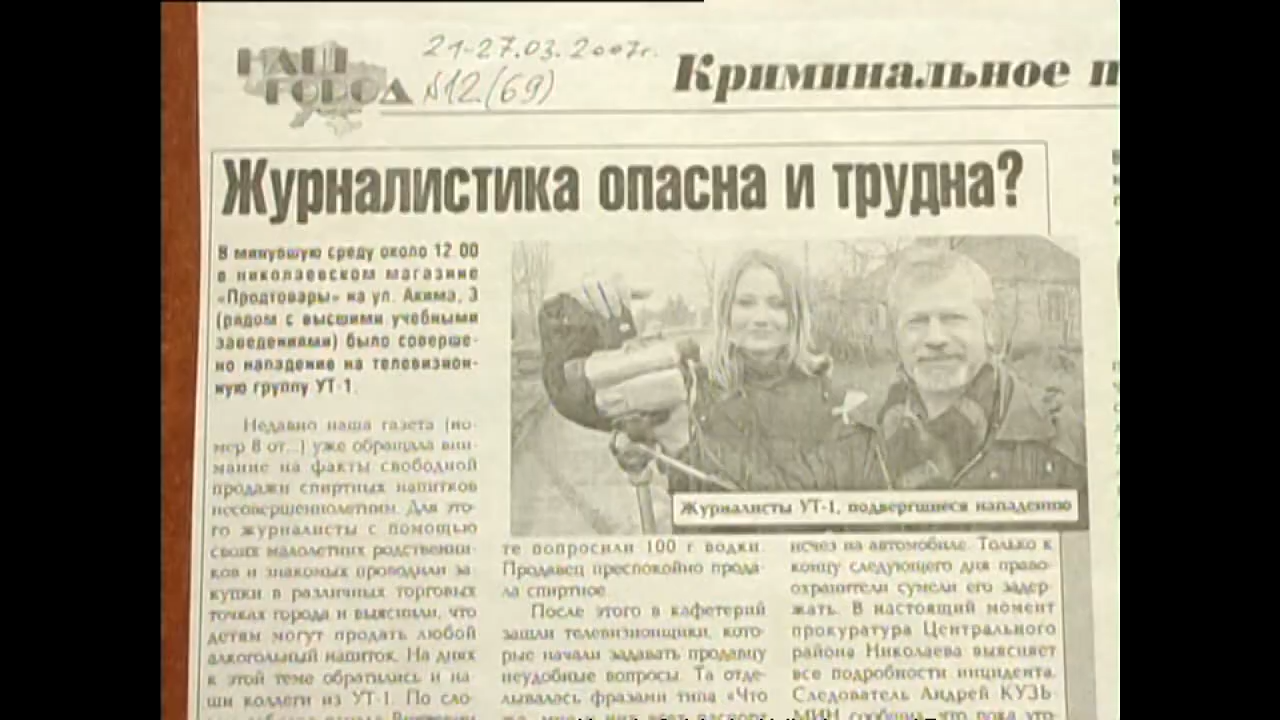 НАШ
ГОРОД
21-27.03.2007г.
№12(69)
Криминальное п
Журналистика опасна и трудна?
В минувшую среду около 12.00
в николаевском магазине
«Продтовары» на ул. Акима, 3
(рядом с высшими учебными
заведениями) было соверше-
но нападение на телевизион-
ную группу УТ-1.
Недавно наша газета (но-
мер 8 от...) уже обращала вни-
мание на факты свободной
продажи спиртных напитков
несовершеннолетним. Для это-
го журналисты с помощью
своих малолетних родственни-
ков и знакомых проводили за-
купки в различных торговых
точках города и выяснили, что
детям могут продать любой
алкогольный напиток. На днях
к этой теме обратились и на-
ши коллеги из УТ-1. По сло-
Журналисты УТ-1, подвергшиеся нападению
те попросили 100 г водки.
Продавец преспокойно прода-
ла спиртное.
После этого в кафетерий
зашли телевизионщики, кото-
рые начали задавать продавцу
неудобные вопросы. Та отде-
лывалась фразами типа «Что
исчез на автомобиле. Только к
концу следующего дня право-
охранители сумели его задер-
жать. В настоящий момент
прокуратура Центрального
района Николаева выясняет
все подробности инцидента.
Следователь Андрей КУЗЬ-
МИН сообщил, что пока ут-